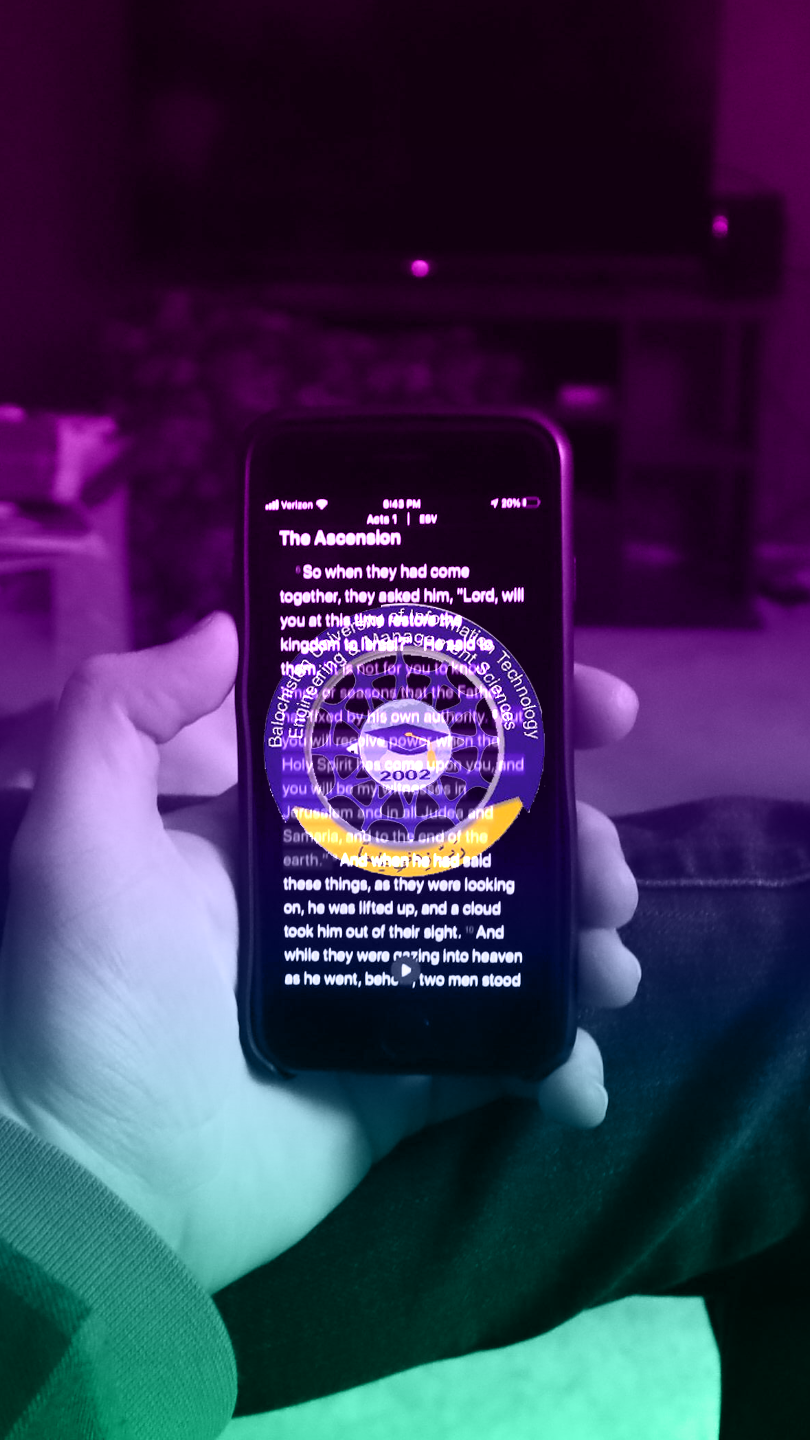 Verizon 6:43 PM 20%
Acts 1 | ESV
The Ascension
6 So when they had come
together, they asked him, "Lord, will
you at this time restore the
kingdom to Israel?" He said to
them, "It is not for you to know
or seasons that the Father
has fixed by his own authority. But
you will receive power when the
Holy Spirit has come upon you, and
you will be my witnesses in
Jerusalem and in all Judea and
Samaria, and to the end of the
earth." And when he had said
these things, as they were looking
on, he was lifted up, and a cloud
took him out of their sight. 10 And
while they were gazing into heaven
as he went, behold, two men stood
Balochistan University of Information Technology
Engineering & Management Sciences
2002